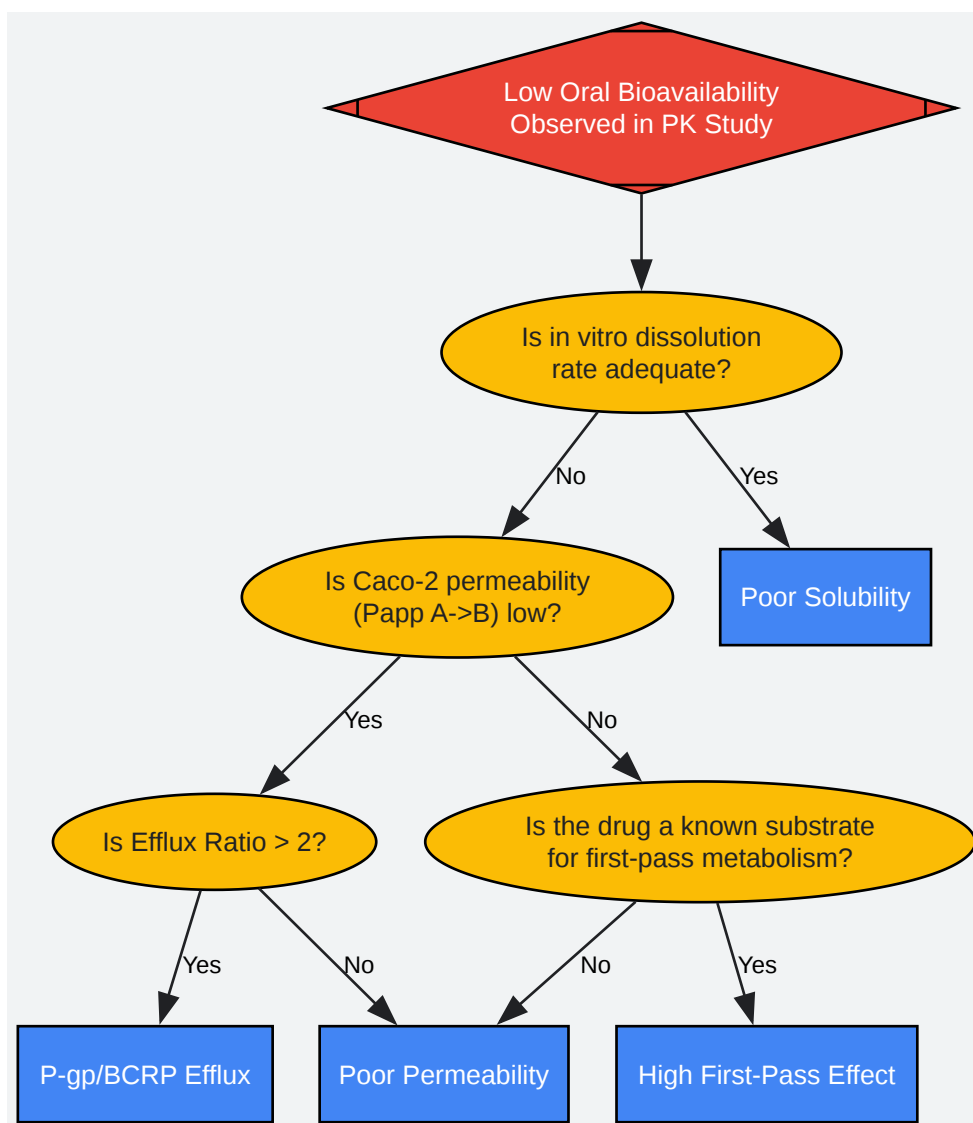 Low Oral Bioavailability
Observed in PK Study
Is in vitro dissolution
rate adequate?
No
Yes
Is Caco-2 permeability
(Papp A->B) low?
Poor Solubility
Yes
No
Is Efflux Ratio > 2?
Is the drug a known substrate
for first-pass metabolism?
Yes
No
No
Yes
P-gp/BCRP Efflux
Poor Permeability
High First-Pass Effect